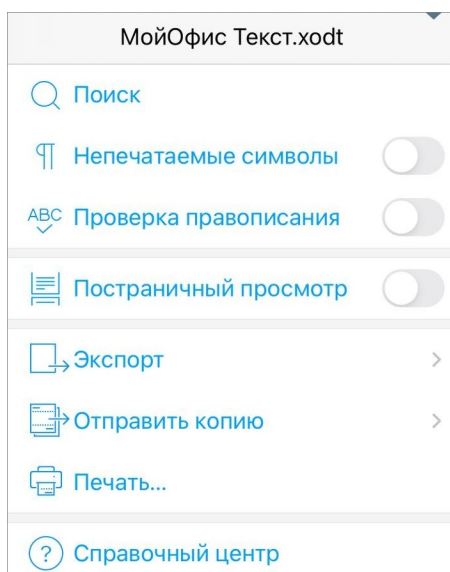 МойОфис Текст.xodt
Поиск
Непечатаемые символы
ABC Проверка правописания
Постраничный просмотр
Экспорт
Отправить копию
Печать...
? Справочный центр